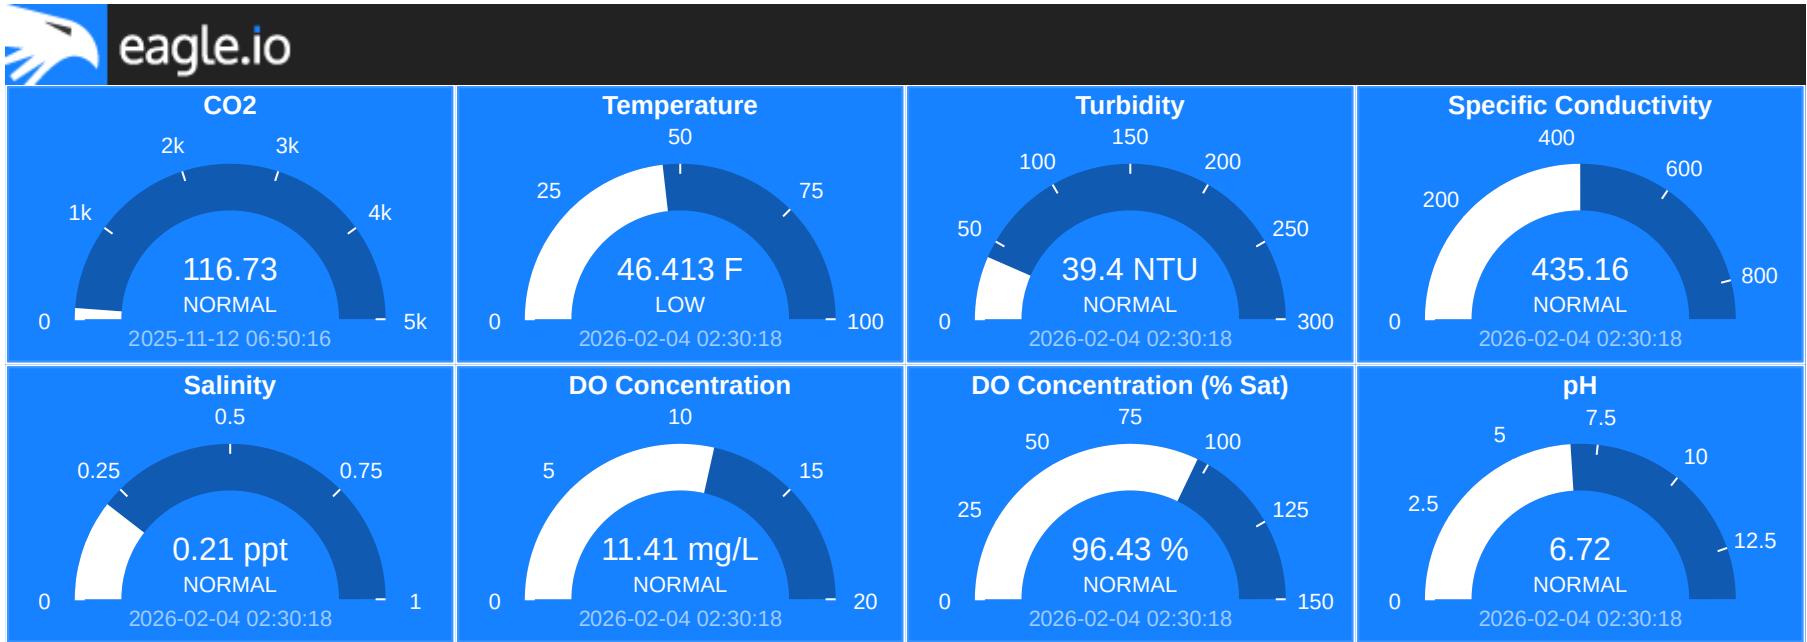 eagle.io
CO2
2k
3k
1k
4k
116.73
NORMAL
0
5k
2025-11-12 06:50:16
Temperature
50
25
75
46.413 F
LOW
0
100
2026-02-04 02:30:18
Turbidity
150
100
200
50
250
39.4 NTU
NORMAL
0
300
2026-02-04 02:30:18
Specific Conductivity
400
600
200
800
435.16
NORMAL
0
2026-02-04 02:30:18
Salinity
0.5
0.25
0.75
0.21 ppt
NORMAL
0
1
2026-02-04 02:30:18
DO Concentration
10
5
15
11.41 mg/L
NORMAL
0
20
2026-02-04 02:30:18
DO Concentration (% Sat)
75
50
100
25
125
96.43 %
NORMAL
0
150
2026-02-04 02:30:18
pH
7.5
5
10
2.5
12.5
6.72
NORMAL
0
2026-02-04 02:30:18